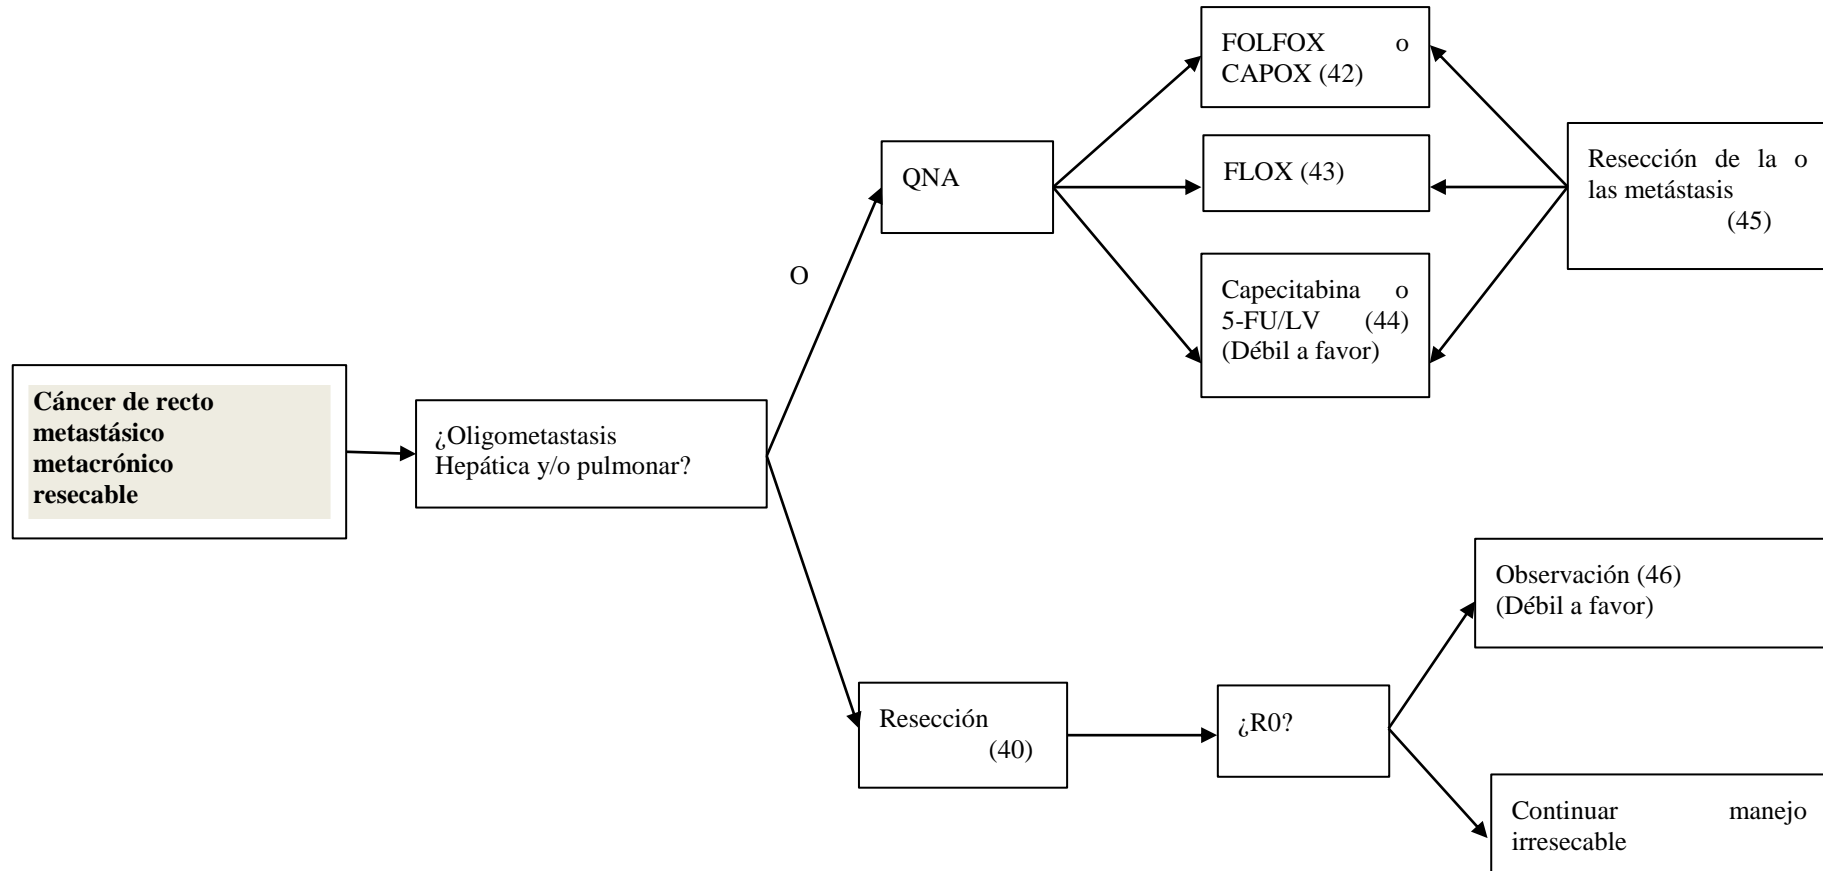 Cáncer de recto
metastásico
metacrónico
resecable
¿Oligometastasis
Hepática y/o pulmonar?
O
QNA
FOLFOX o
CAPOX (42)
FLOX (43)
Capecitabina o
5-FU/LV (44)
(Débil a favor)
Resección de la o
las metástasis
(45)
Resección
(40)
¿R0?
Observación (46)
(Débil a favor)
Continuar manejo
irresecable